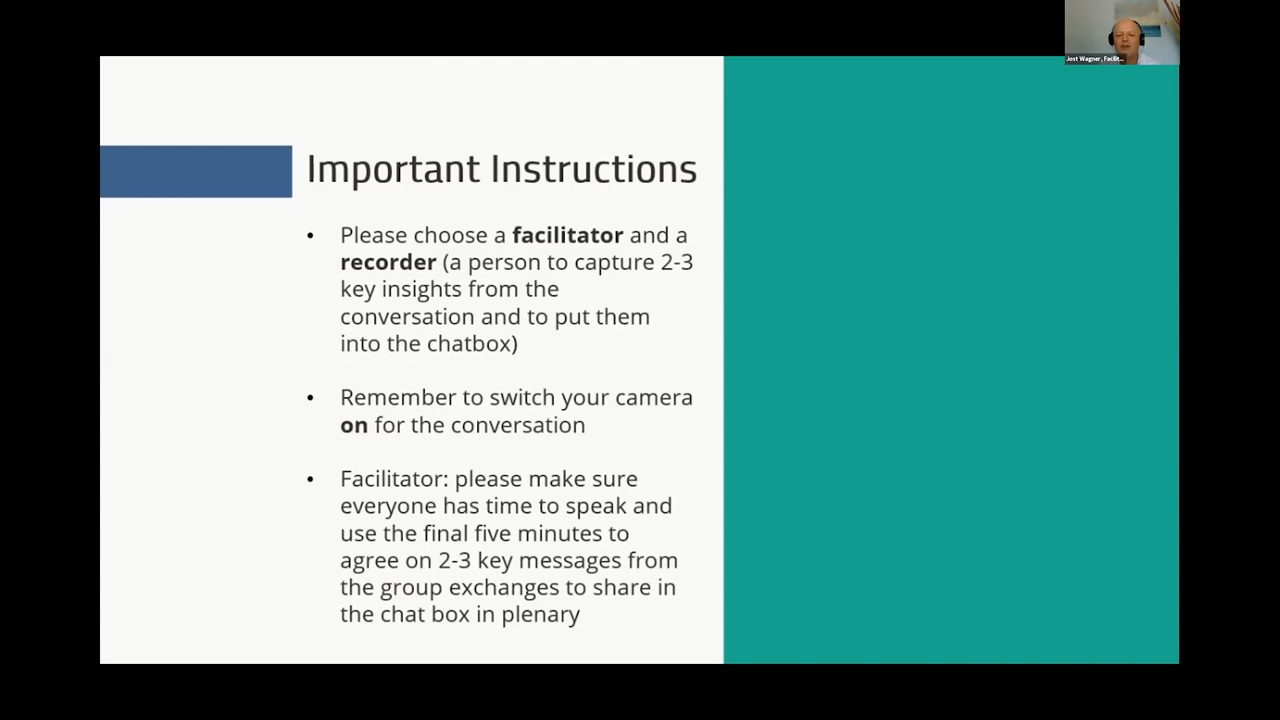 Jost Wagner, Facilit...
Important Instructions
• Please choose a facilitator and a
recorder (a person to capture 2-3
key insights from the
conversation and to put them
into the chatbox)
• Remember to switch your camera
on for the conversation
• Facilitator: please make sure
everyone has time to speak and
use the final five minutes to
agree on 2-3 key messages from
the group exchanges to share in
the chat box in plenary